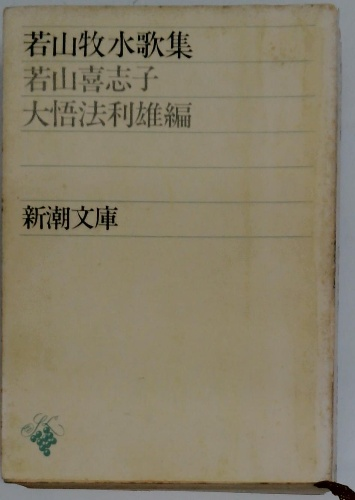 若山牧水歌集
若山喜志子
大悟法利雄編
新潮文庫